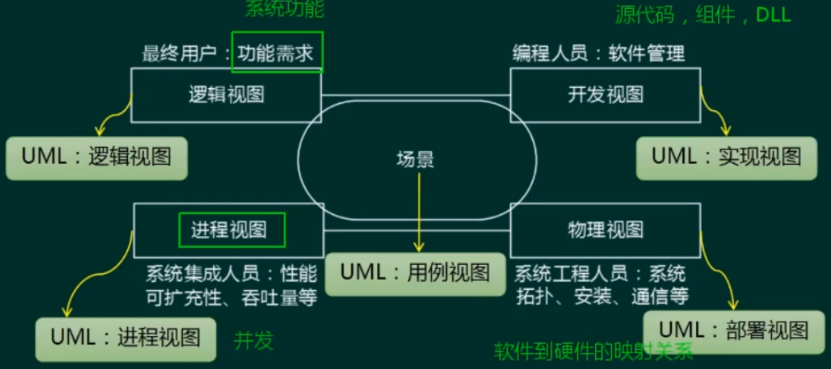 系统功能
源代码，组件，DLL
最终用户：功能需求
编程人员：软件管理
逻辑视图
开发视图
UML：逻辑视图
场景
UML：实现视图
进程视图
物理视图
系统集成人员：性能
可扩充性、吞吐量等
UML：用例视图
系统工程人员：系统
拓扑、安装、通信等
UML：进程视图
并发
UML：部署视图
软件到硬件的映射关系